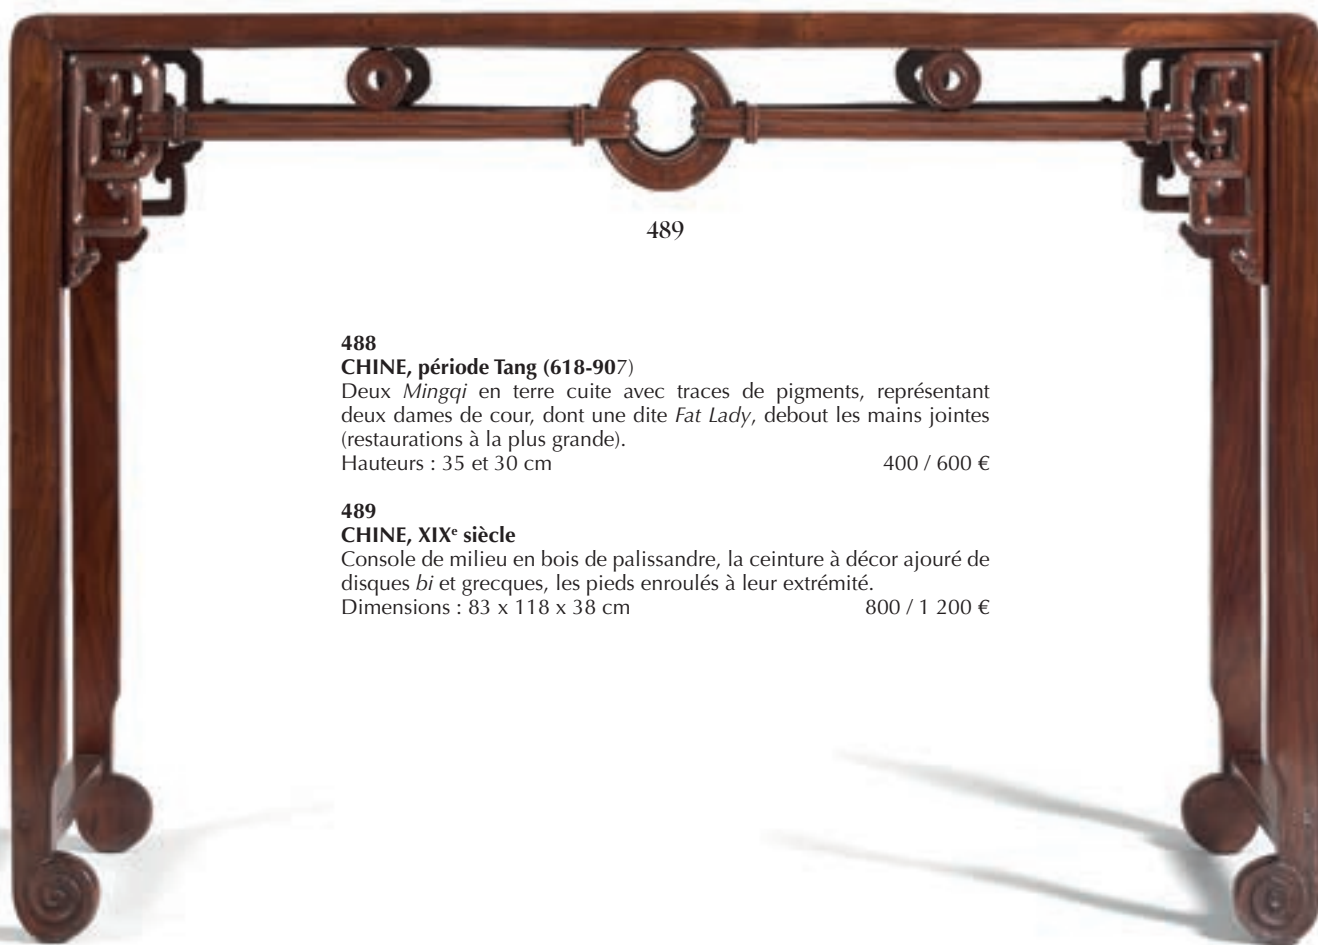 489
488
CHINE, période Tang (618-907)
Deux Mingqi en terre cuite avec traces de pigments, représentant
deux dames de cour, dont une dite Fat Lady, debout les mains jointes
(restaurations à la plus grande).
Hauteurs : 35 et 30 cm 400 / 600 €
489
CHINE, XIXe siècle
Console de milieu en bois de palissandre, la ceinture à décor ajouré de
disques bi et grecques, les pieds enroulés à leur extrémité.
Dimensions : 83 x 118 x 38 cm 800 / 1 200 €